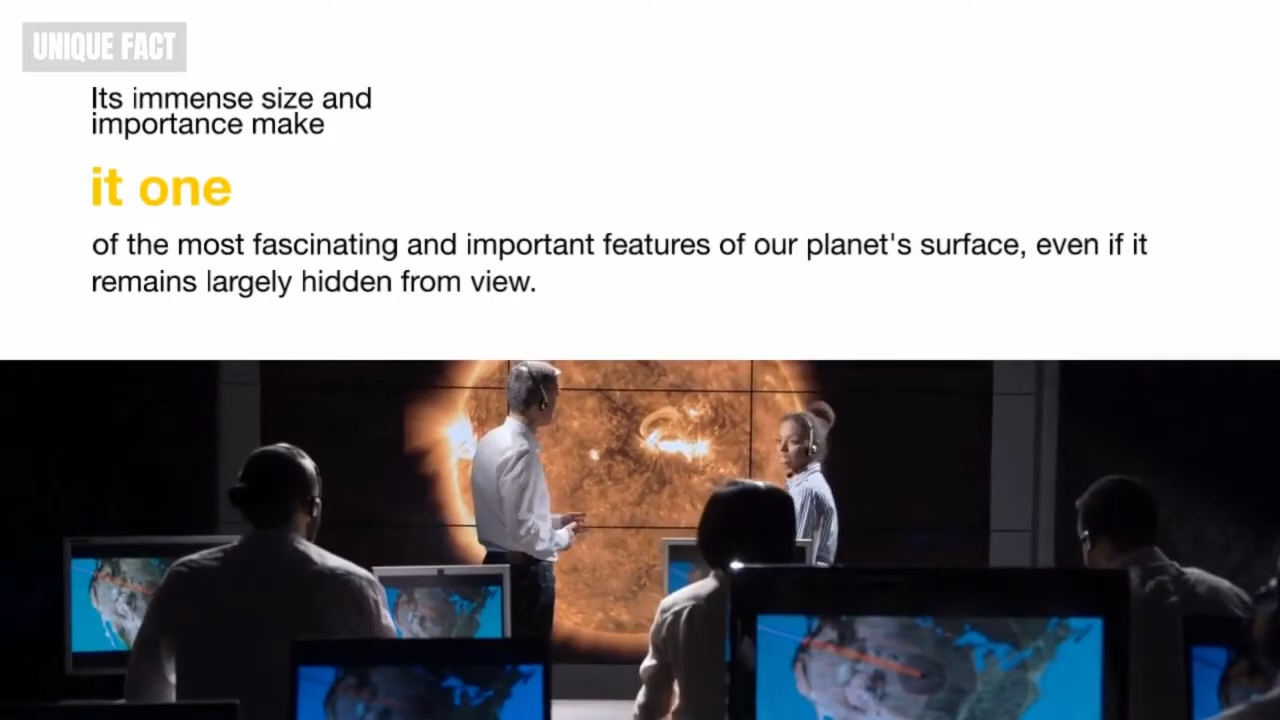 UNIQUE FACT
Its immense size and
importance make
it one
of the most fascinating and important features of our planet's surface, even if it
remains largely hidden from view.